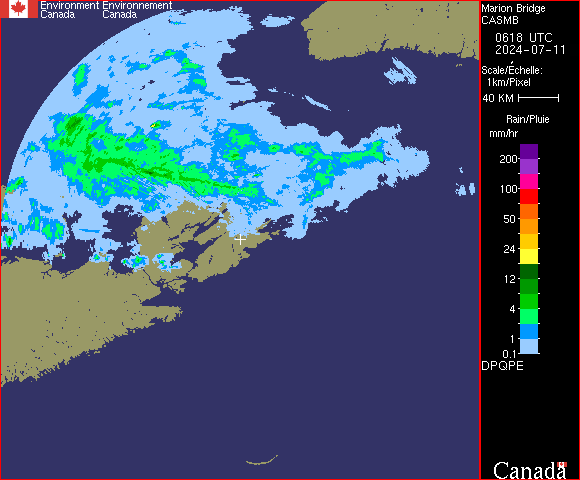 Environment Environnement
Canada Canada
Marion Bridge
CASMB
0618 UTC
2024-07-11
Scale/Echelle:
1km/Pixel
40 KM
Rain/Pluie
mm/hr
200
100
50
24
12
4
1
0.1
DPQPE
Canada